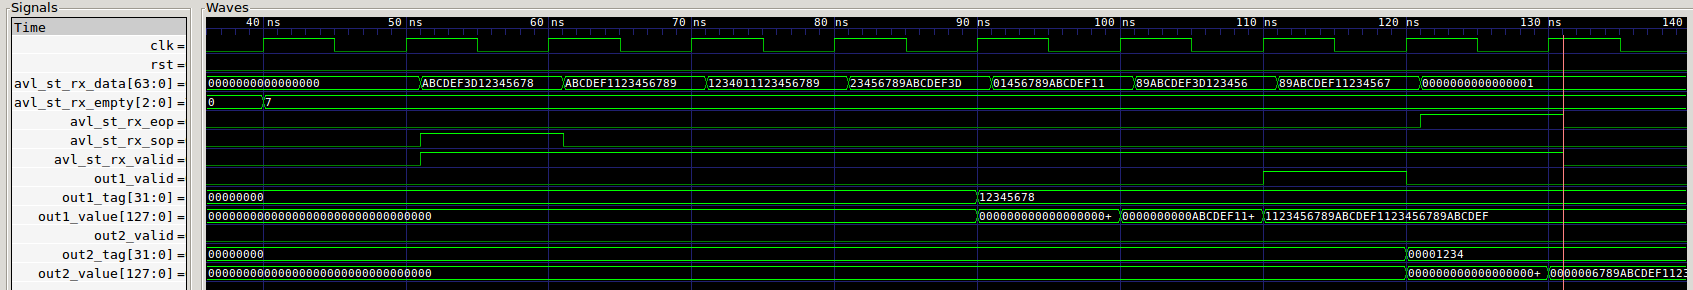 Signals Waves
Time 40 ns 50 ns 60 ns 70 ns 80 ns 90 ns 100 ns 110 ns 120 ns 130 ns 140
clk =
rst =
avl_st_rx_data[63:0] = 0000000000000000 ABCDEF3D12345678 ABCDEF1123456789 1234011123456789 23456789ABCDEF3D 01456789ABCDEF11 89ABCDEF3D123456 89ABCDEF11234567 0000000000000001
avl_st_rx_empty[2:0] = 0 7
avl_st_rx_eop =
avl_st_rx_sop =
avl_st_rx_valid =
out1_valid =
out1_tag[31:0] = 00000000 12345678
out1_value[127:0] = 00000000000000000000000000000000 0000000000000000+ 0000000000ABCDEF11+ 1123456789ABCDEF1123456789ABCDEF
out2_valid =
out2_tag[31:0] = 00000000 00001234
out2_value[127:0] = 00000000000000000000000000000000 0000000000000000+ 0000006789ABCDEF1123